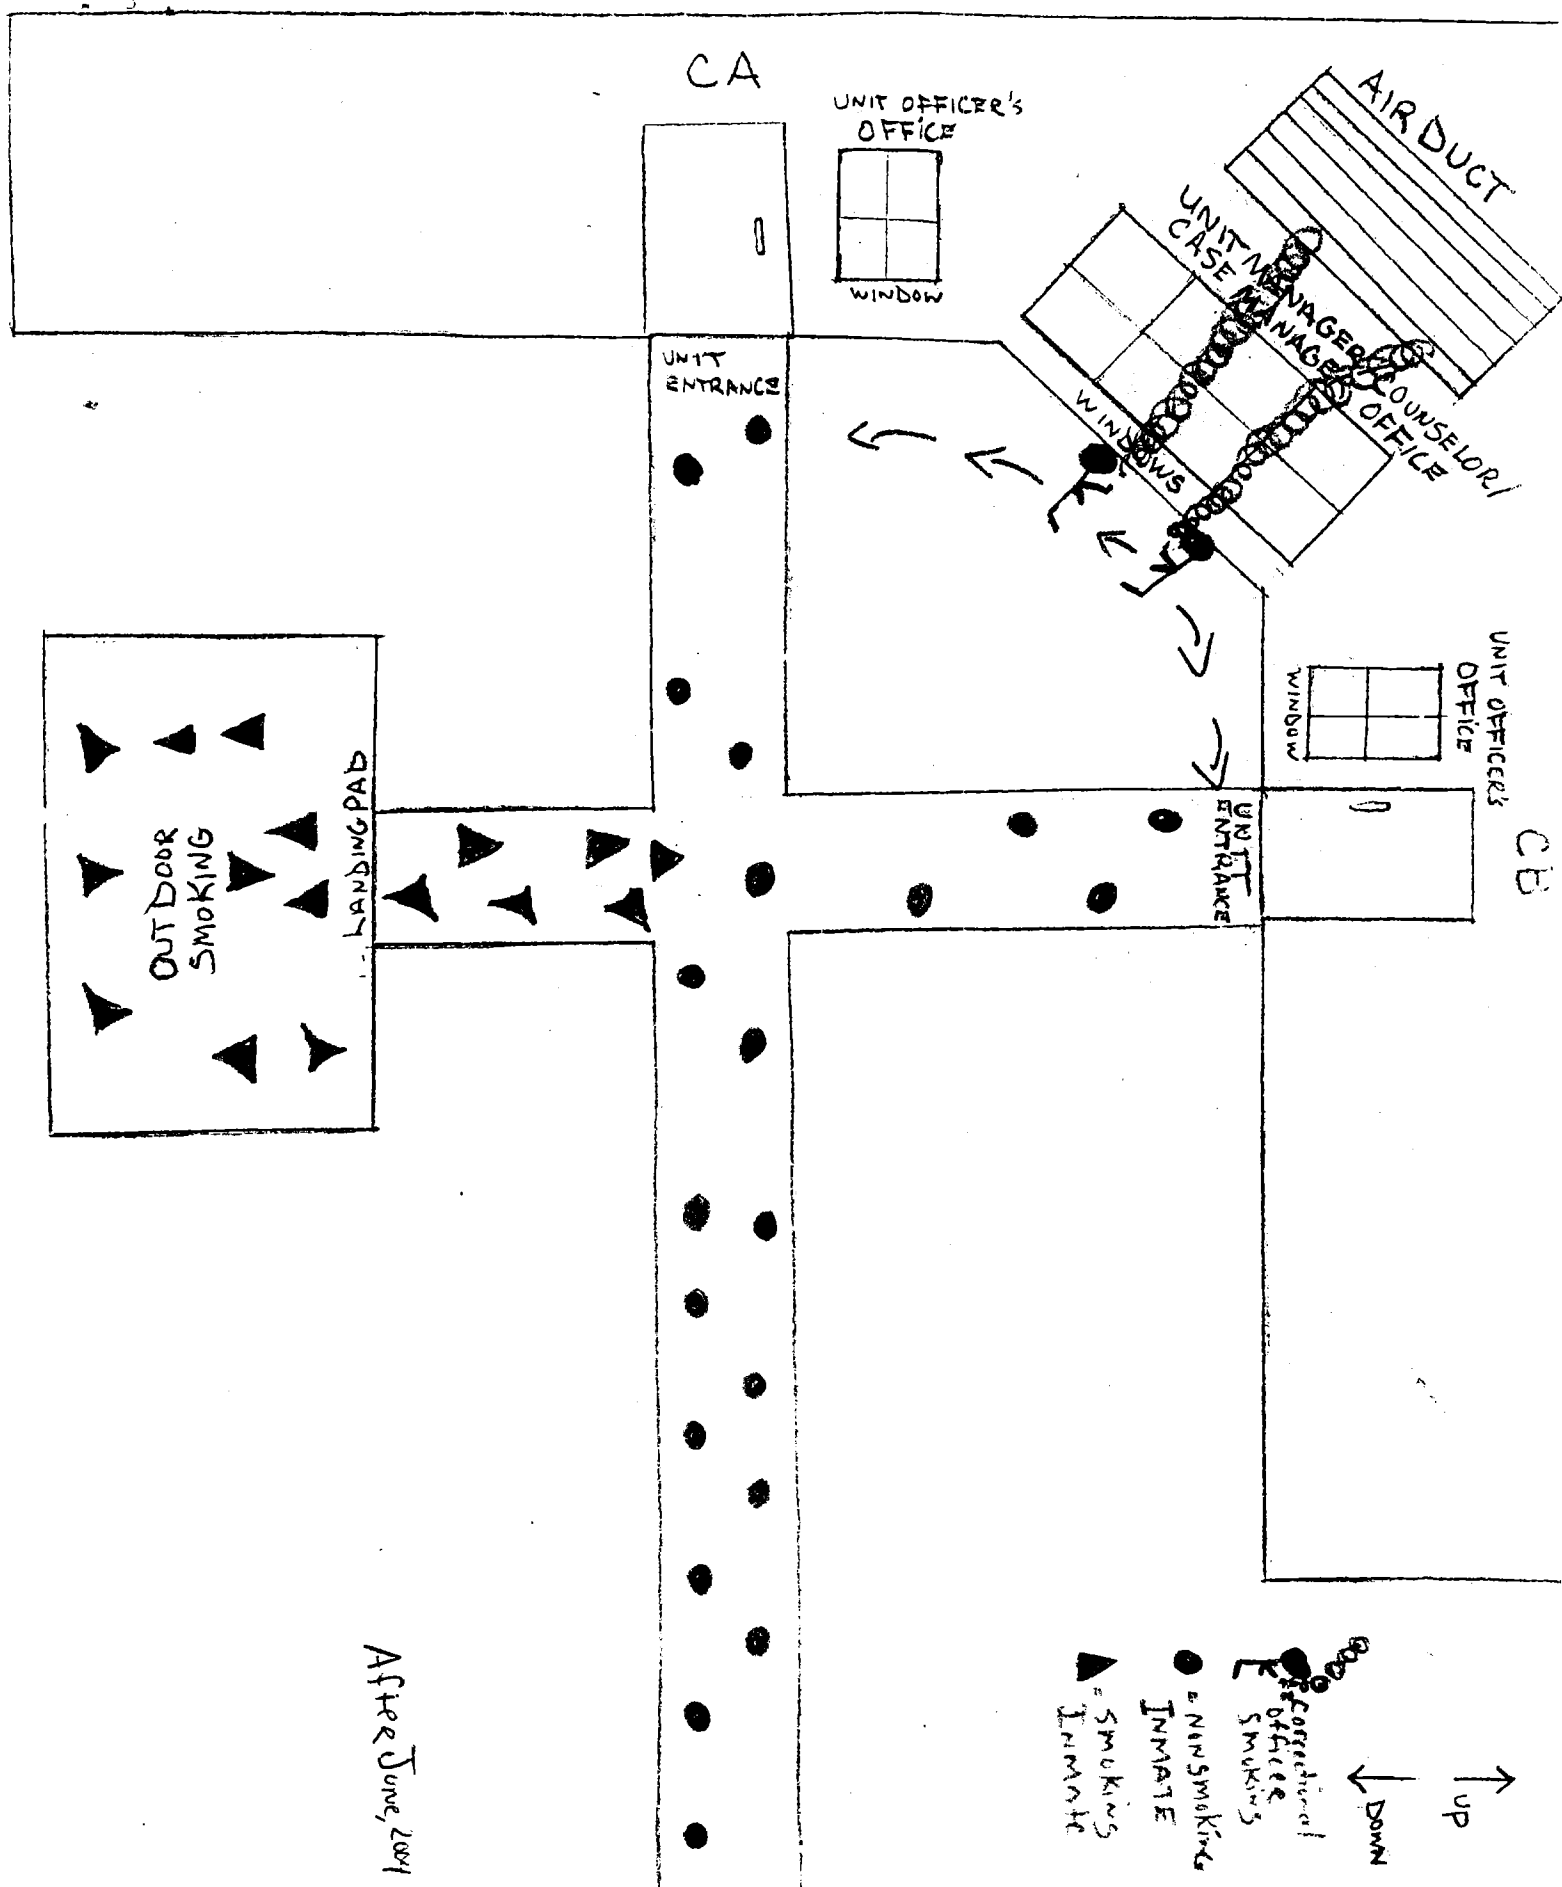 CA
UNIT OFFICER'S
OFFICE
WINDOW
AIR DUCT
UNIT MANAGER/
CASE MANAGER/COUNSELOR/
OFFICE
WINDOWS
UNIT
ENTRANCE
UNIT OFFICER'S
OFFICE
WINDOW
UNIT
ENTRANCE
CB
LANDING PAD
OUTDOOR
SMOKING
UP
DOWN
= Correctional
officer
SMOKING
= NONSMOKING
INMATE
= SMOKING
INMATE
After June, 2004